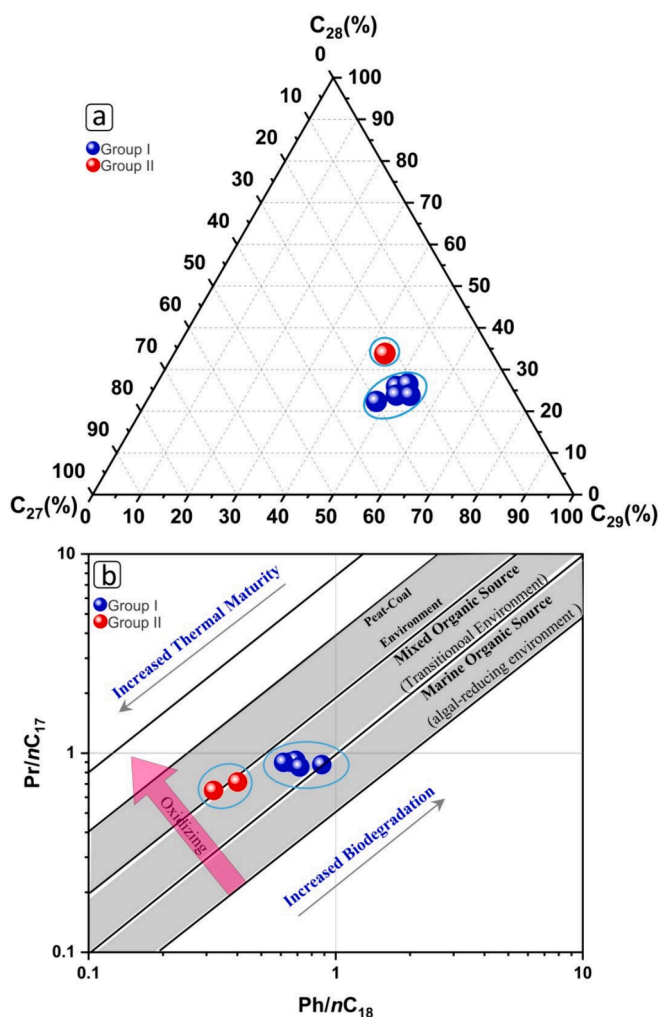 C28(%)
0
100
10
90
20
80
30
70
40
60
50
50
60
40
70
30
80
20
90
10
100
0
C27(%)
0
10
20
30
40
50
60
70
80
90
100
C29(%)
a
Group I
Group II
b
Group I
Group II
10
1
0.1
Pr/nC17
Increased Thermal Maturity
Peat-Coal
Environment
Mixed Organic Source
(Transitionoal Environment)
Marine Organic Source
(algal-reducing environment )
Oxidizing
Increased Biodegradation
0.1
1
10
Ph/nC18